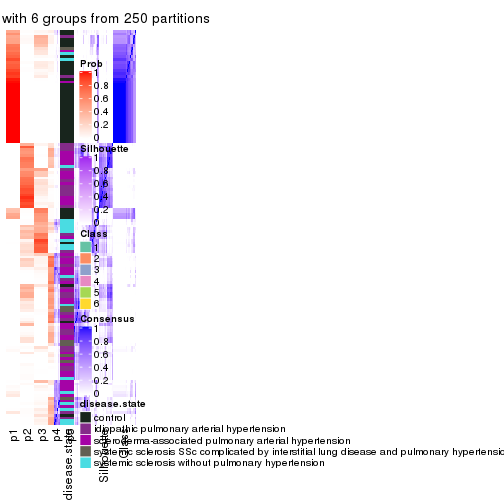 with 6 groups from 250 partitions
Prob
1
0.8
0.6
0.4
0.2
0
Silhouette
1
0.8
0.6
0.4
0.2
0
Class
1
2
3
4
5
6
Consensus
1
0.8
0.6
0.4
0.2
0
disease.state
control
idiopathic pulmonary arterial hypertension
scleroderma-associated pulmonary arterial hypertension
systemic sclerosis SSc complicated by interstitial lung disease and pulmonary hypertensio
systemic sclerosis without pulmonary hypertension
p1
p2
p3
p4
disease.state
Silhouette
Class